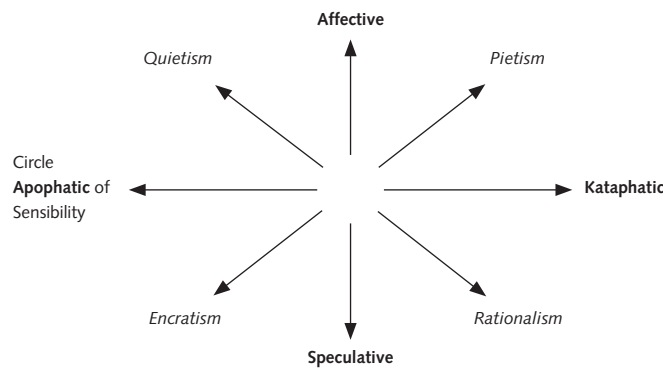 Affective
Quietism
Pietism
Circle
Apophatic of
Sensibility
Kataphatic
Encratism
Rationalism
Speculative